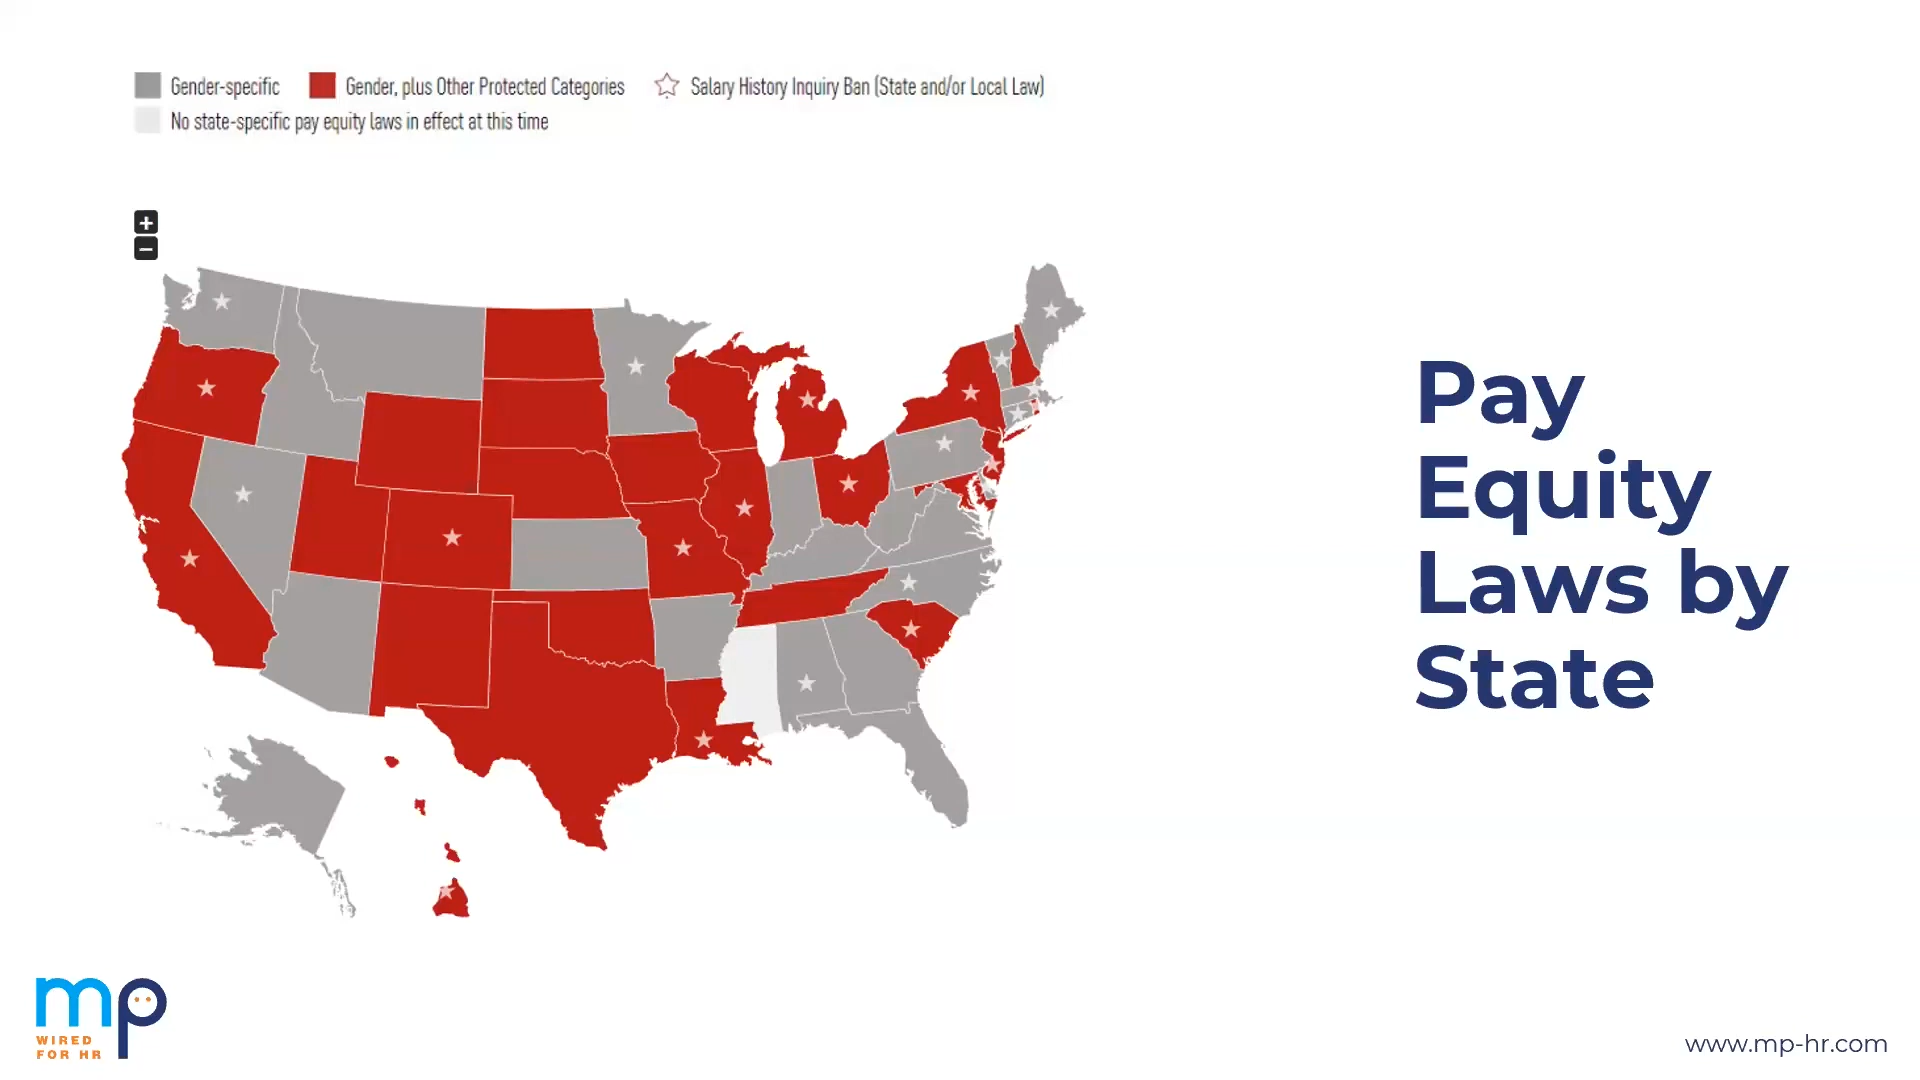 Gender-specific
Gender, plus Other Protected Categories
Salary History Inquiry Ban (State and/or Local Law)
No state-specific pay equity laws in effect at this time
+
−
Pay
Equity
Laws by
State
mp
WIRED
FOR HR
www.mp-hr.com